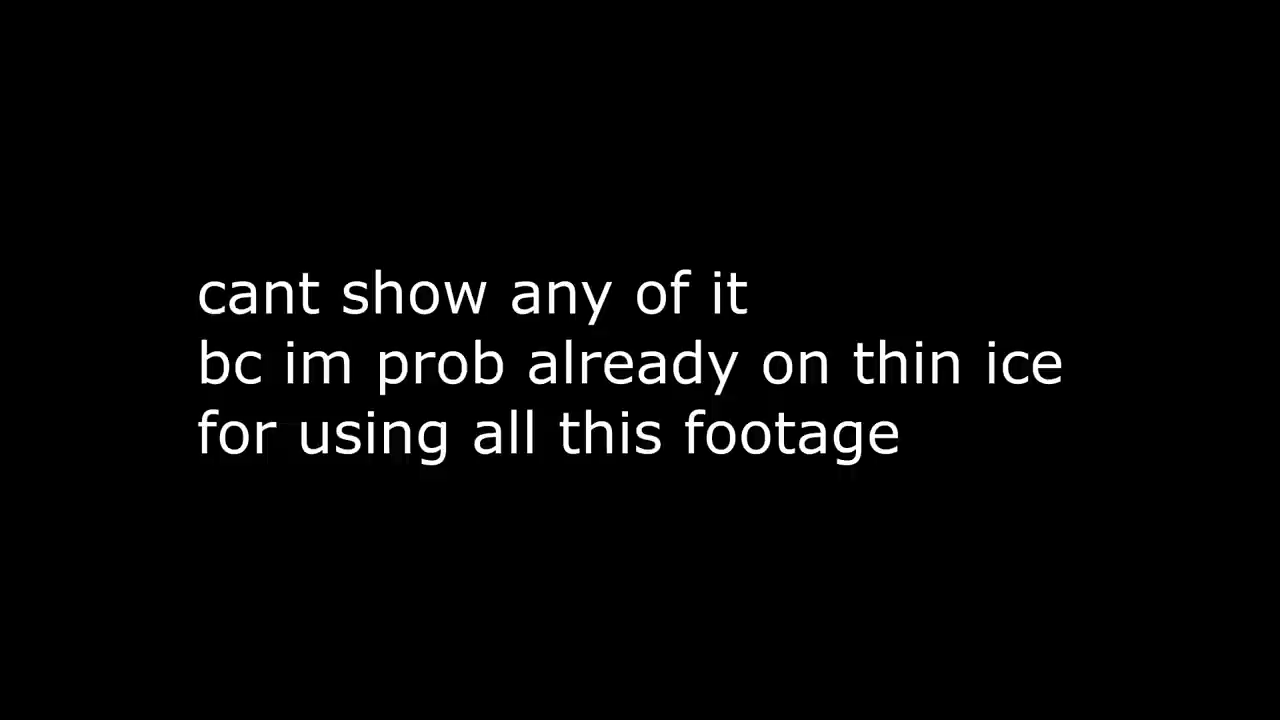 cant show any of it
bc im prob already on thin ice
for using all this footage